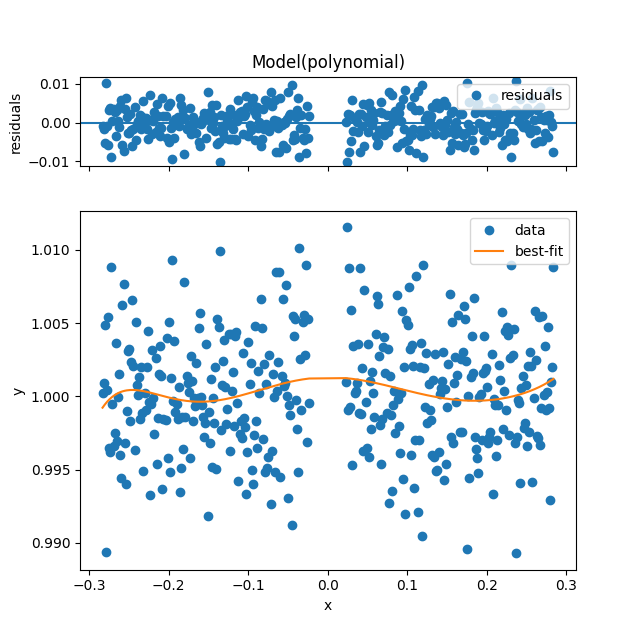 Model(polynomial)
0.01
0.00
−0.01
residuals
residuals
1.010
1.005
1.000
0.995
0.990
y
data
best-fit
−0.3
−0.2
−0.1
0.0
0.1
0.2
0.3
x